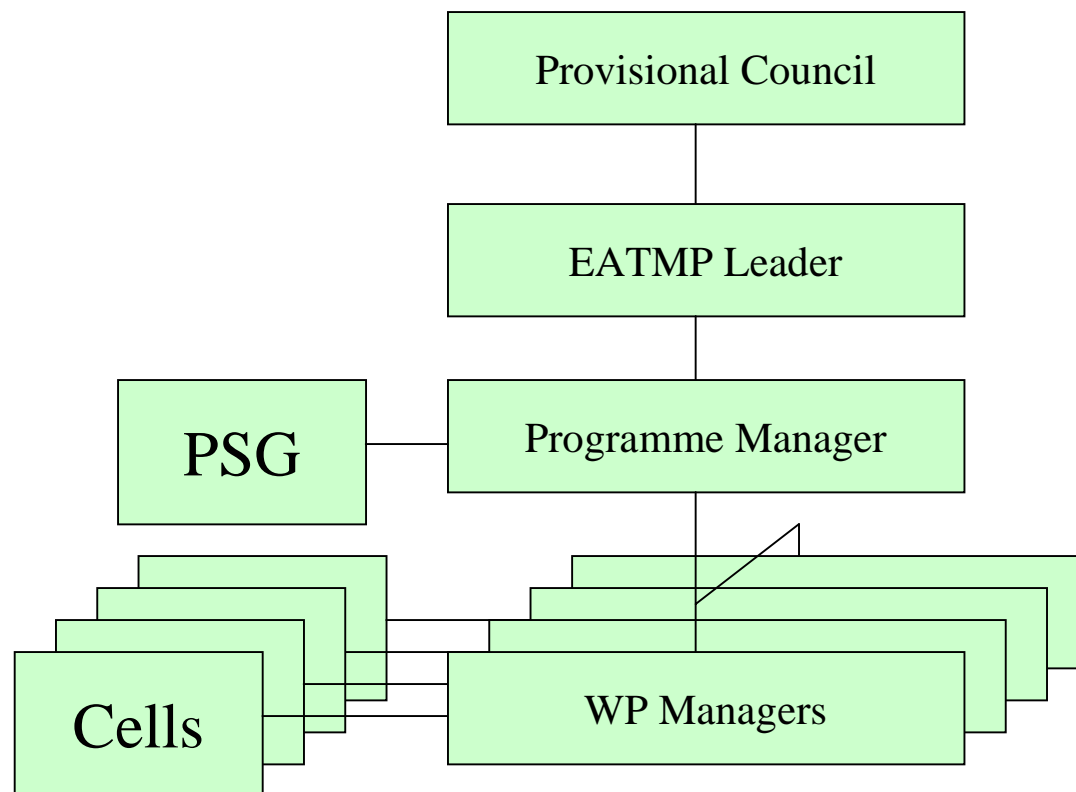 Provisional Council
EATMP Leader
PSG
Programme Manager
Cells
WP Managers